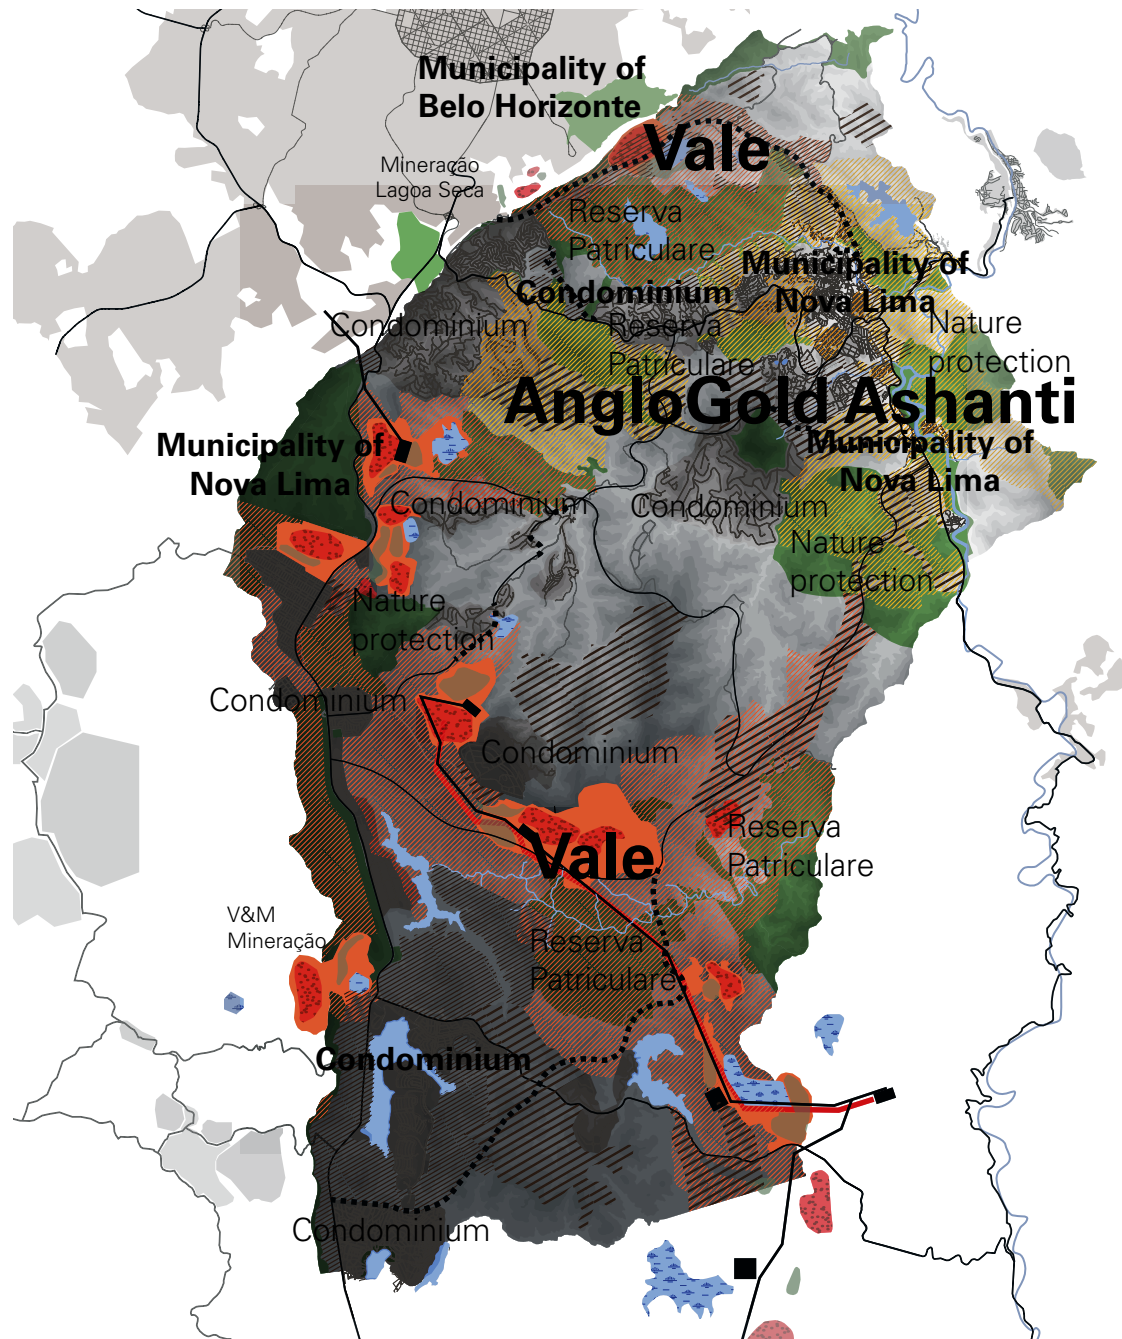 Municipality of
Belo Horizonte
Vale
Mineração
Lagoa Seca
Reserva
Patriculare
Municipality of
Nova Lima
Condominium
Condominium
Reserva
Patriculare
Nature
protection
AngloGold Ashanti
Municipality of
Nova Lima
Municipality of
Nova Lima
Condominium
Condominium
Nature
protection
Nature
protection
Condominium
Condominium
Vale
Reserva
Patriculare
V&M
Mineração
Reserva
Patriculare
Condominium
Condominium